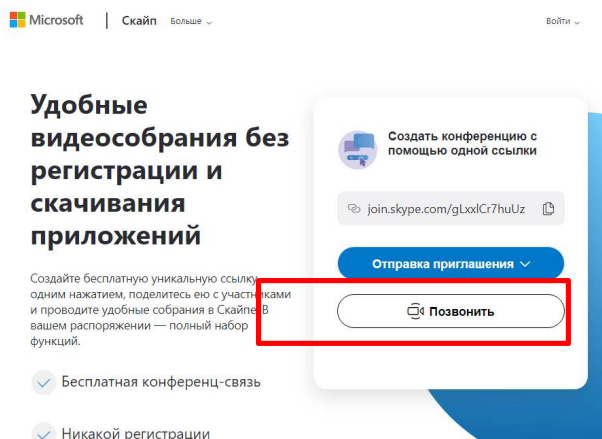 Microsoft
Скайп
Больше
Войти
Удобные
видеособрания без
регистрации и
скачивания
приложений
Создайте бесплатную уникальную ссылку
одним нажатием, поделитесь ею с участниками
и проводите удобные собрания в Скайпе. В
вашем распоряжении — полный набор
функций.
Бесплатная конференц-связь
Никакой регистрации
Создать конференцию с
помощью одной ссылки
join.skype.com/gLxxlCr7huUz
Отправка приглашения
Позвонить